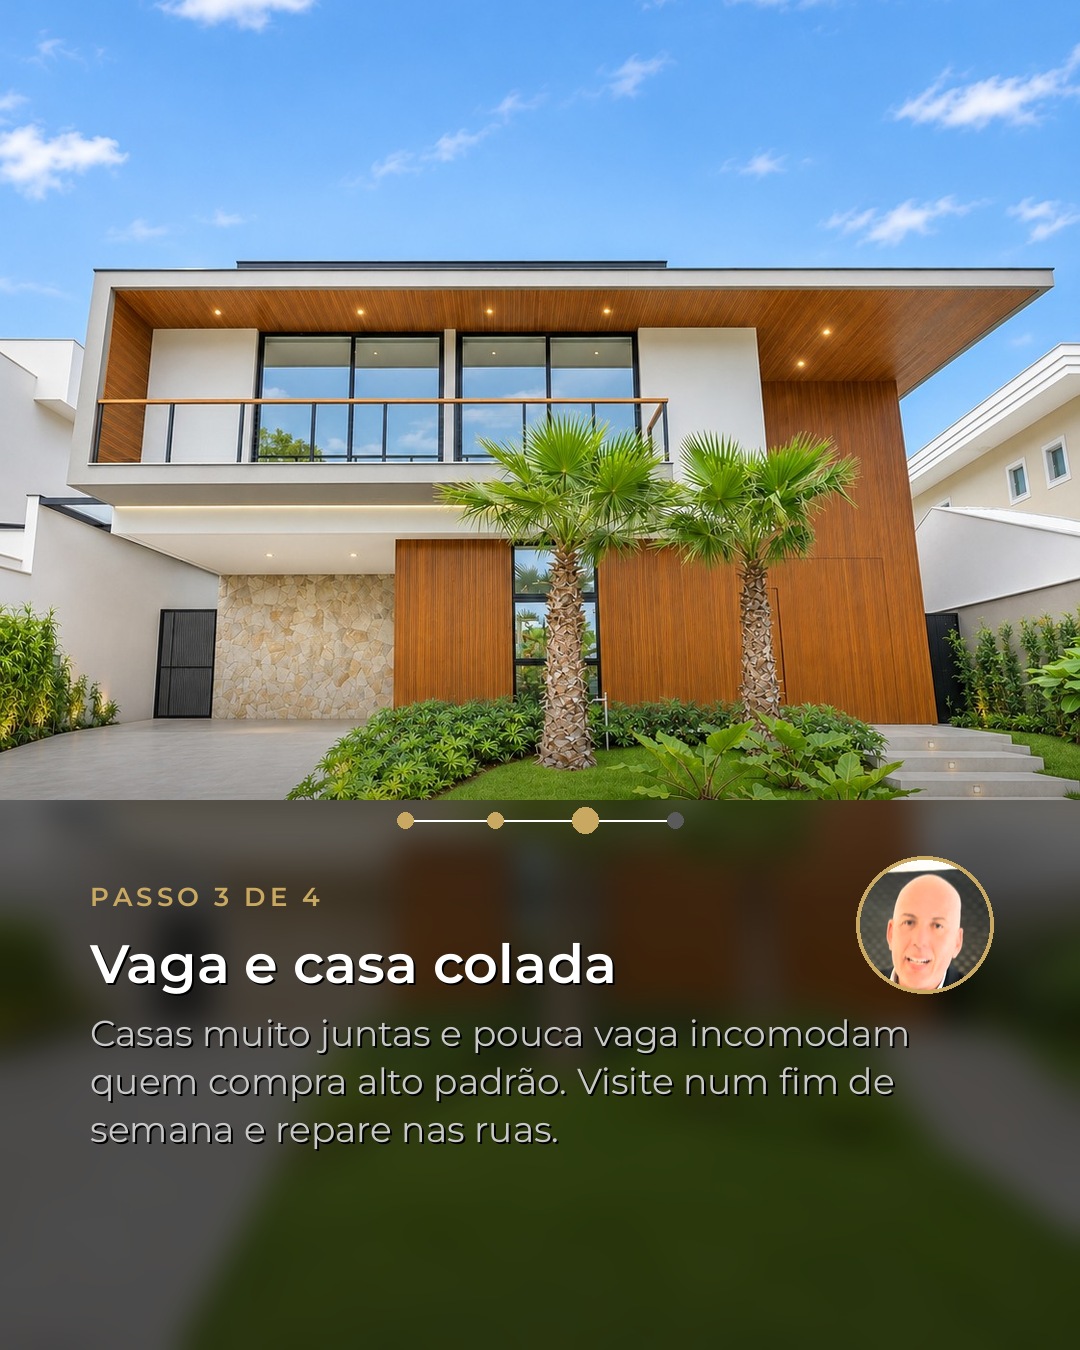 PASSO 3 DE 4
Vaga e casa colada
Casas muito juntas e pouca vaga incomodam
quem compra alto padrão. Visite num fim de
semana e repare nas ruas.